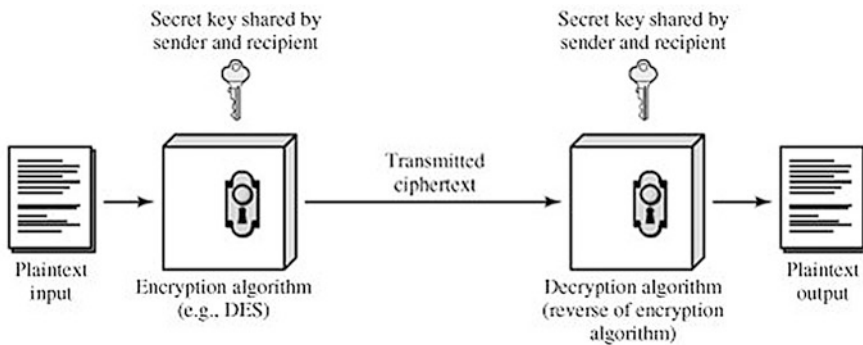 Secret key shared by
sender and recipient
Secret key shared by
sender and recipient
Transmitted
ciphertext
Plaintext
input
Encryption algorithm
(e.g., DES)
Decryption algorithm
(reverse of encryption
algorithm)
Plaintext
output